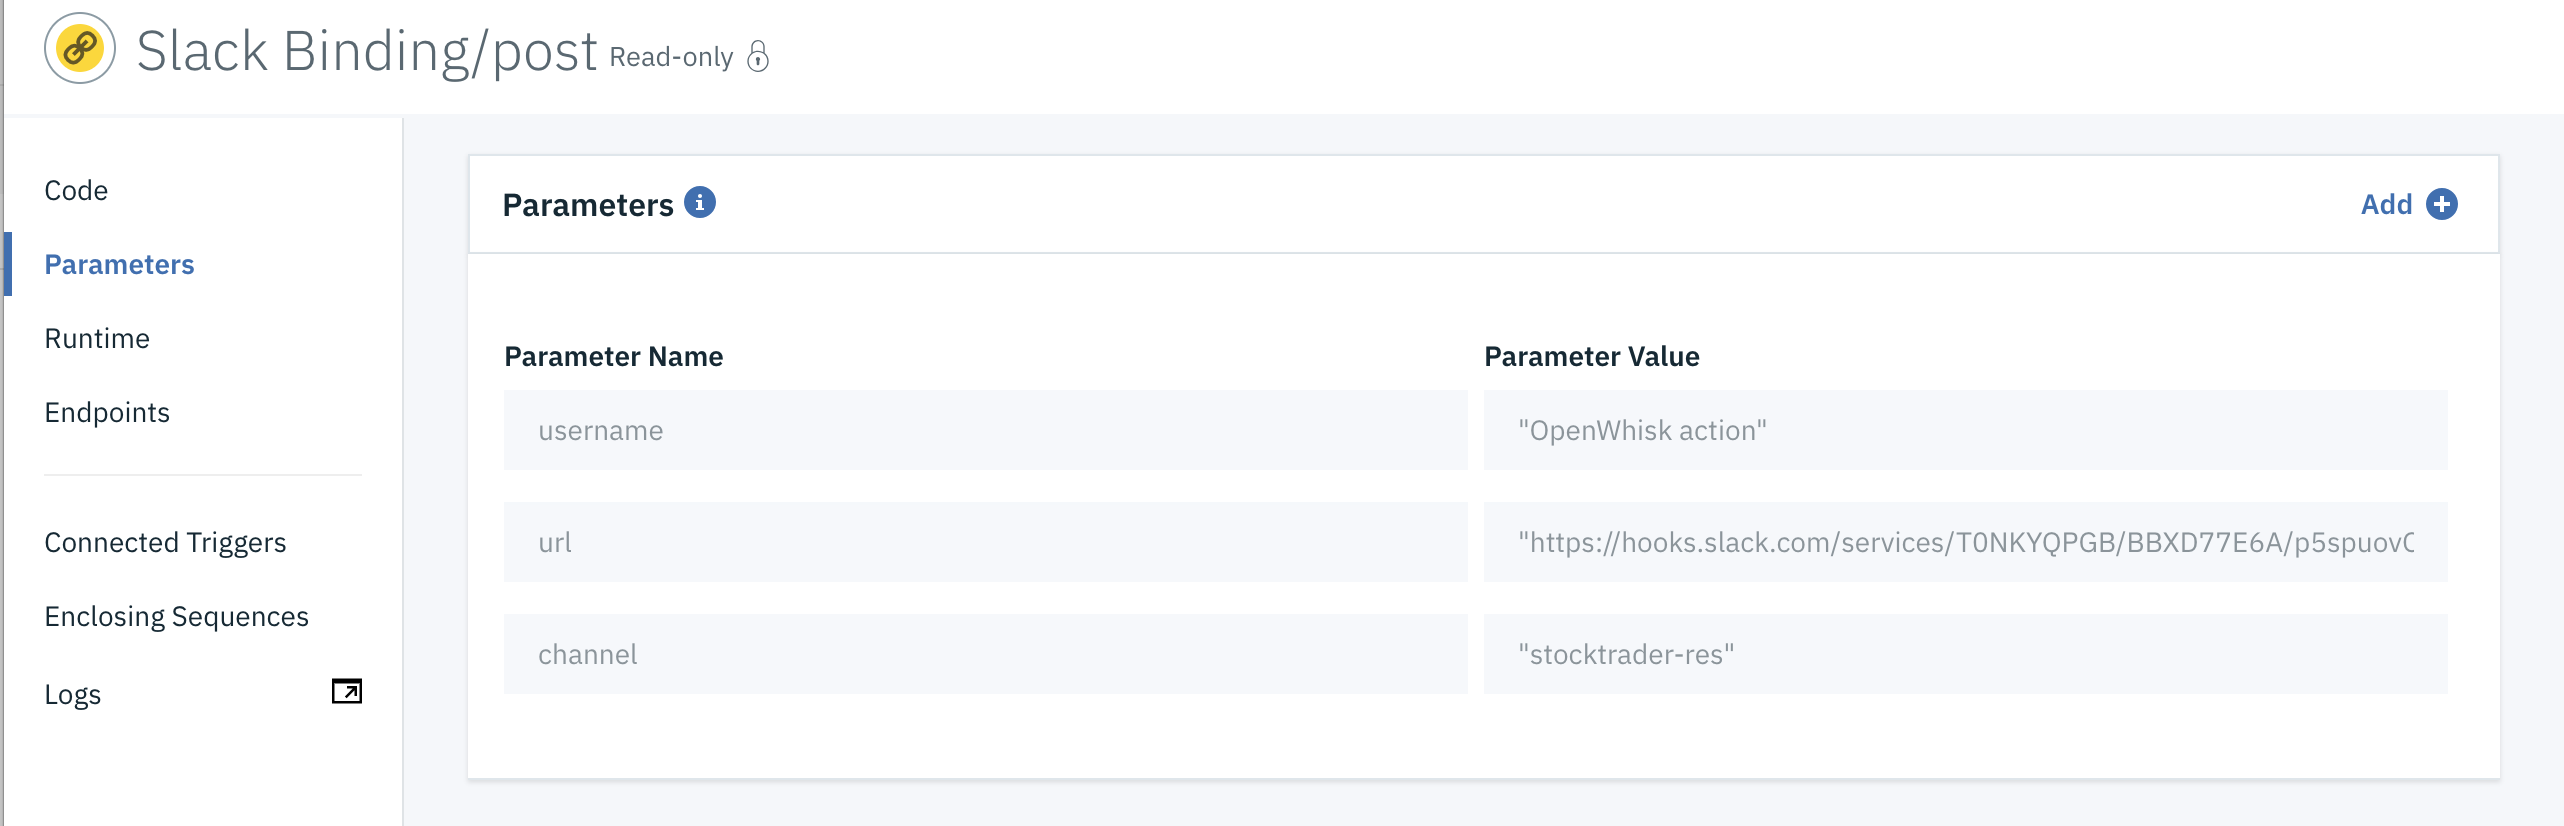 Slack Binding/post Read-only
Code
Parameters
Runtime
Endpoints
Connected Triggers
Enclosing Sequences
Logs
Parameters i
Add
Parameter Name Parameter Value
username "OpenWhisk action"
url "https://hooks.slack.com/services/T0NKYQPGB/BBXD77E6A/p5spuov
channel "stocktrader-res"